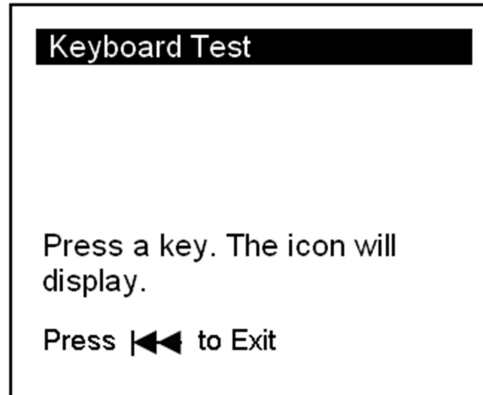 Keyboard Test
Press a key. The icon will
display.
Press |◀◀ to Exit